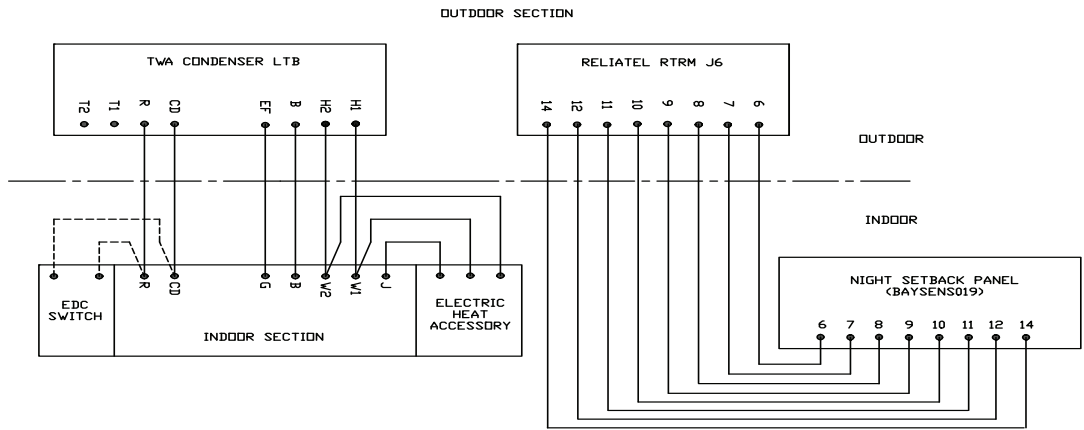 OUTDOOR SECTION
TWA CONDENSER LTB
T2 T1 R CD EF B H2 H1
RELIATEL RTRM J6
14 12 11 10 9 8 7 6
OUTDOOR
INDOOR
R CD G B W2 W1 J
EDC
SWITCH
INDOOR SECTION
ELECTRIC
HEAT
ACCESSORY
NIGHT SETBACK PANEL
(BAYSENS019)
6 7 8 9 10 11 12 14